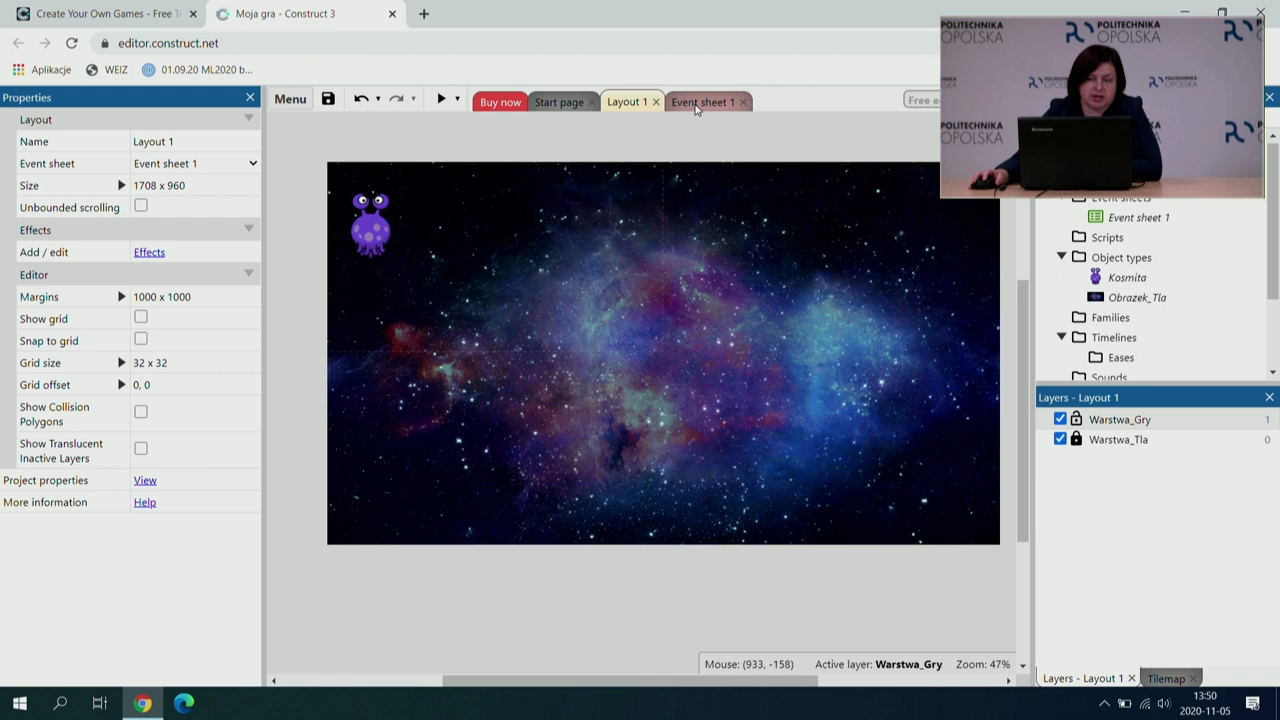 Create Your Own Games - Free T
Moja gra - Construct 3
editor.construct.net
Aplikacje
WEIZ
01.09.20 ML2020 b...
POLITECHNIKA
OPOLSKA
POLITECHNIKA
OPOLSKA
Properties
Menu
Buy now
Start page
Layout 1
Event sheet 1
Free e
Layout
Name
Layout 1
Event sheet
Event sheet 1
Size
1708 x 960
Unbounded scrolling
Effects
Add / edit
Effects
Editor
Margins
1000 x 1000
Show grid
Snap to grid
Grid size
32 x 32
Grid offset
0, 0
Show Collision
Polygons
Show Translucent
Inactive Layers
Project properties
View
More information
Help
Event sheets
Event sheet 1
Scripts
Object types
Kosmita
Obrazek_Tla
Families
Timelines
Eases
Sounds
Layers - Layout 1
Warstwa_Gry
1
Warstwa_Tla
0
Mouse: (933, -158)
Active layer: Warstwa_Gry
Zoom: 47%
Layers - Layout 1
Tilemap
13:50
2020-11-05